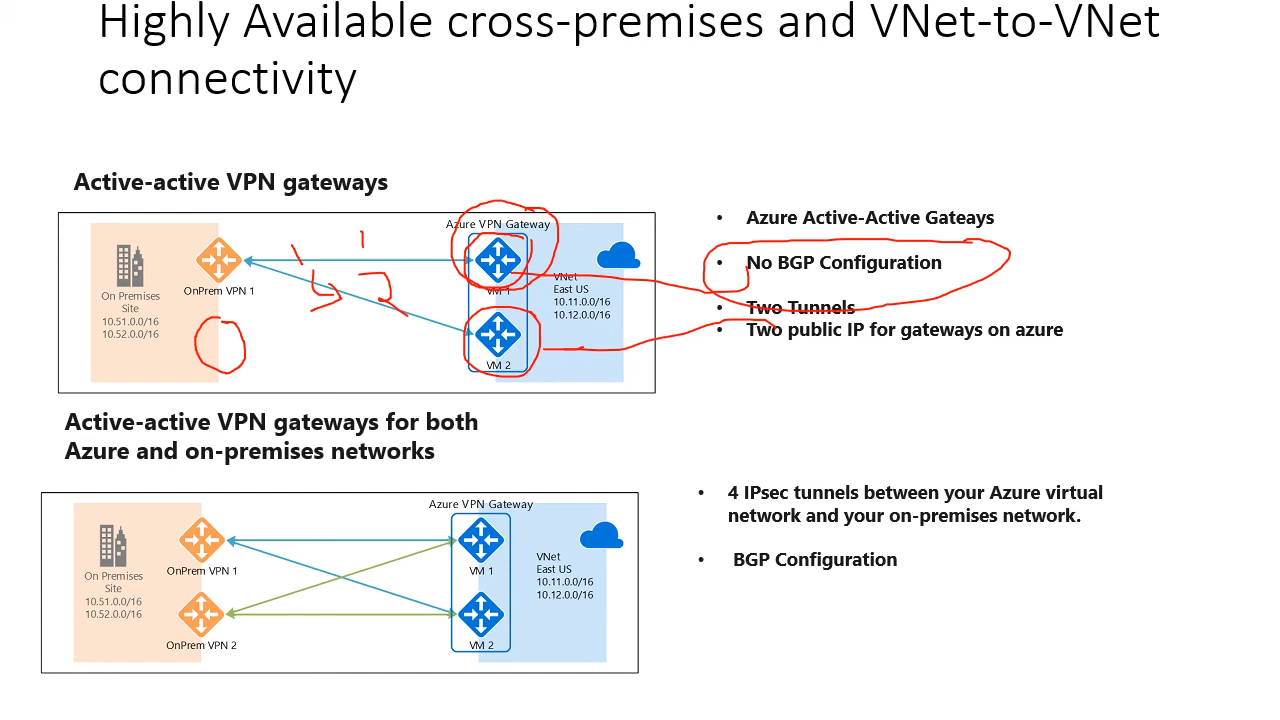 Highly Available cross-premises and VNet-to-VNet
connectivity
Active-active VPN gateways
Azure VPN Gateway
OnPrem VPN 1
On Premises
Site
10.51.0.0/16
10.52.0.0/16
1
2
VM 1
VM 2
VNet
East US
10.11.0.0/16
10.12.0.0/16
• Azure Active-Active Gateays
• No BGP Configuration
• Two Tunnels
• Two public IP for gateways on azure
Active-active VPN gateways for both
Azure and on-premises networks
Azure VPN Gateway
OnPrem VPN 1
On Premises
Site
10.51.0.0/16
10.52.0.0/16
OnPrem VPN 2
VM 1
VM 2
VNet
East US
10.11.0.0/16
10.12.0.0/16
• 4 IPsec tunnels between your Azure virtual
network and your on-premises network.
• BGP Configuration